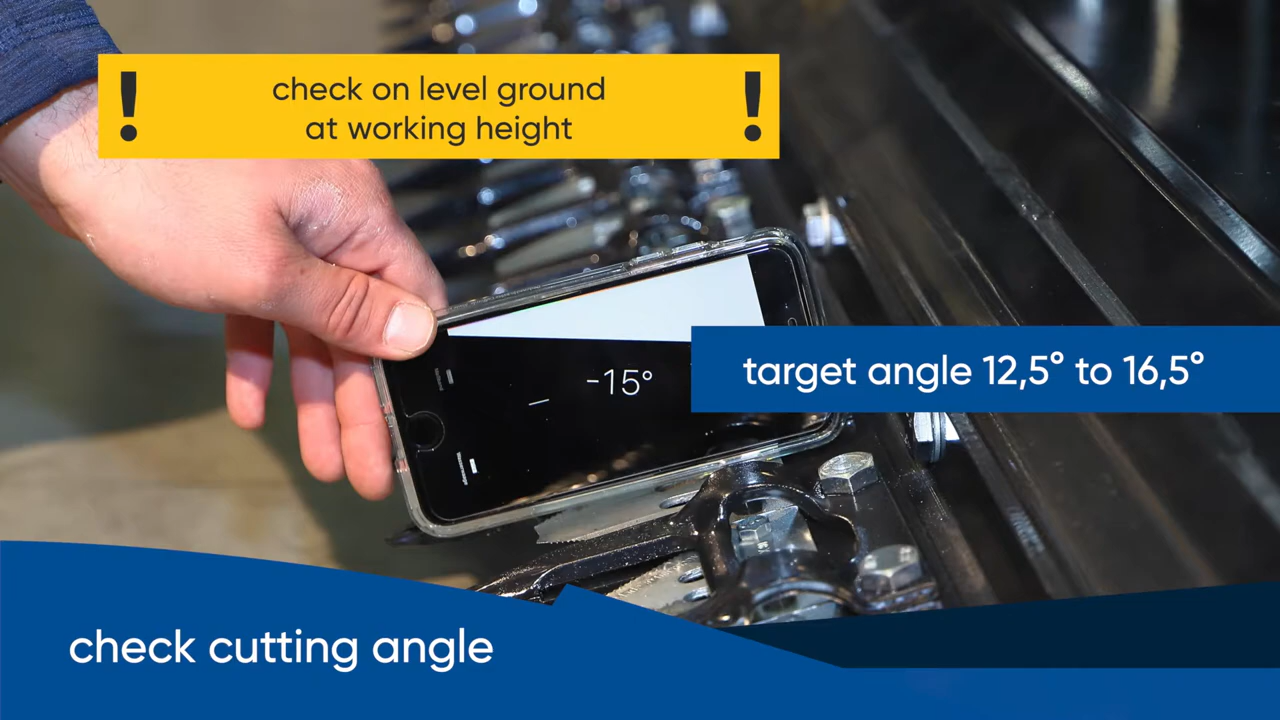 ! check on level ground !
at working height
-15°
target angle 12,5° to 16,5°
check cutting angle